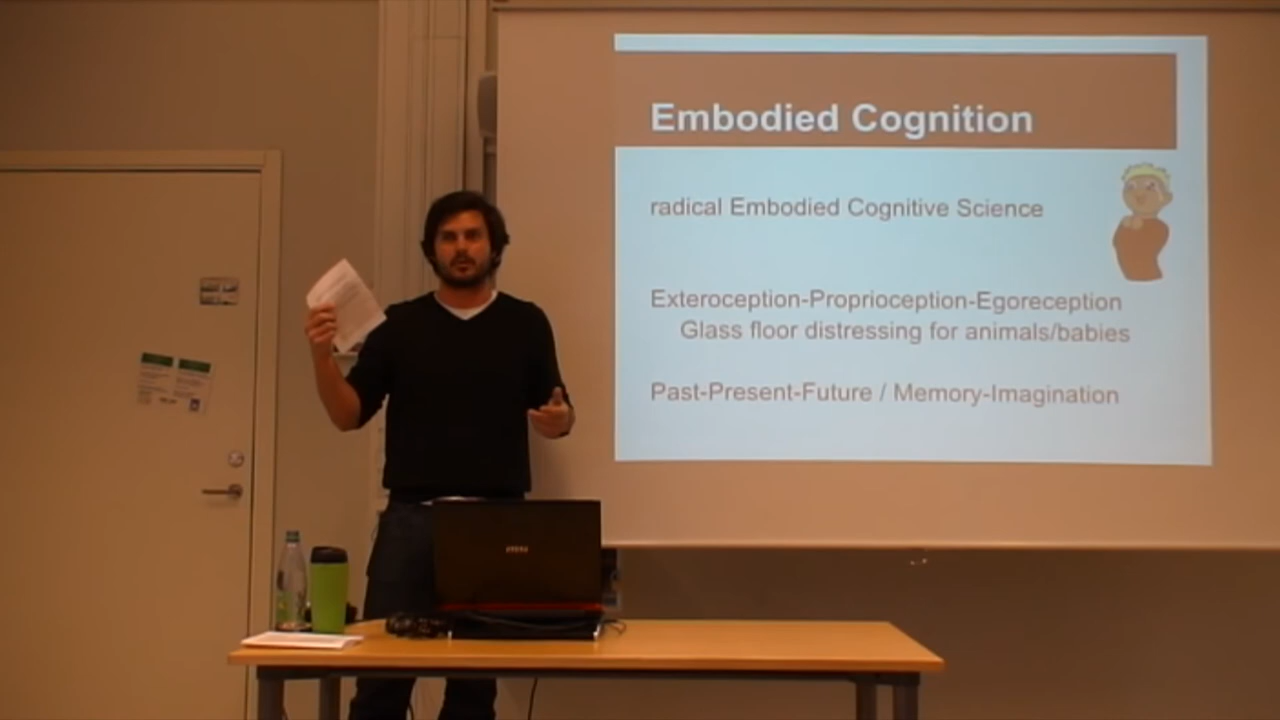 Embodied Cognition
radical Embodied Cognitive Science
Exteroception-Proprioception-Egoreception
Glass floor distressing for animals/babies
Past-Present-Future / Memory-Imagination
msi